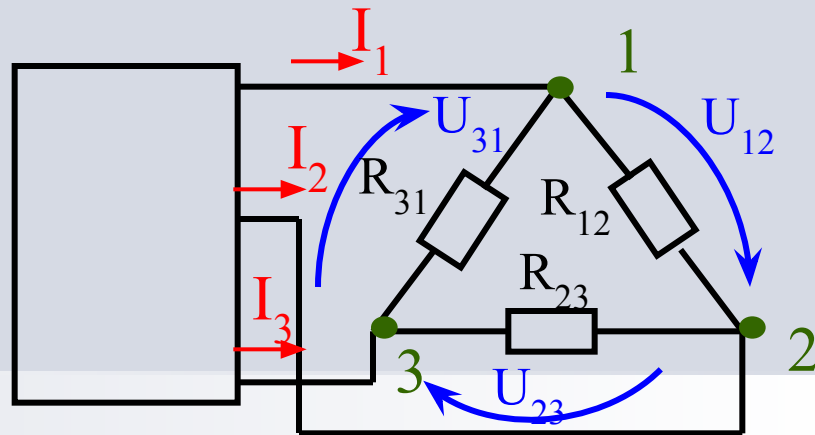 I₁
1
U₃₁
U₁₂
I₂
R₃₁
R₁₂
R₂₃
I₃
3
2
U₂₃